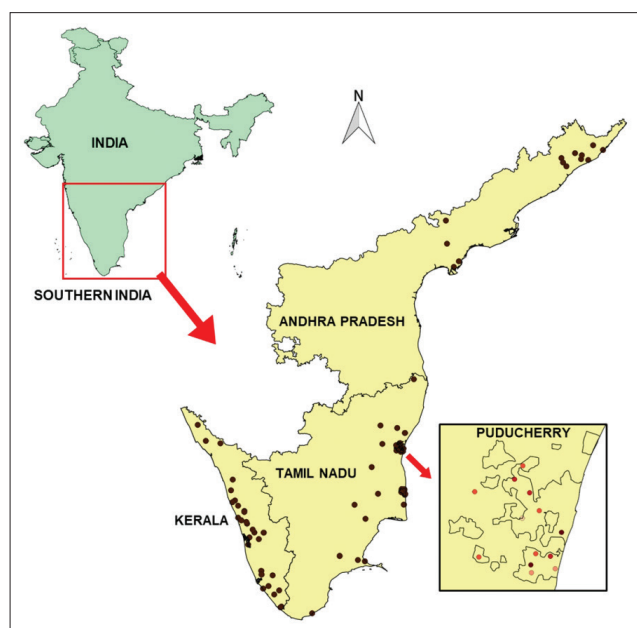 N
INDIA
SOUTHERN INDIA
ANDHRA PRADESH
PUDUCHERRY
TAMIL NADU
KERALA